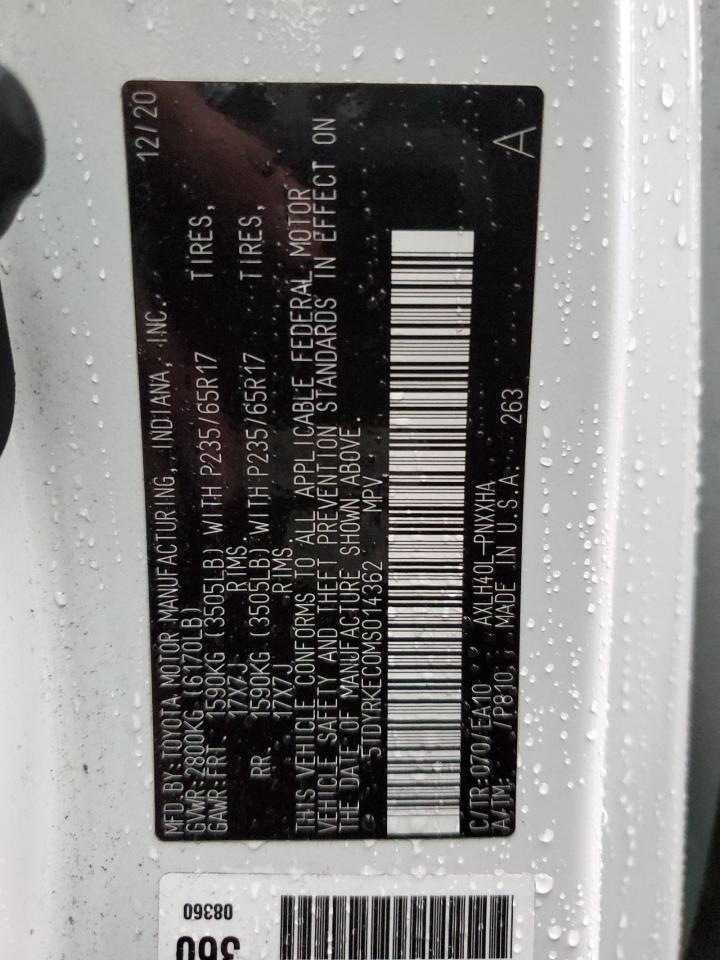 MFD.BY:TOYOTA MOTOR MANUFACTURING, INDIANA, INC. 12/20
GVWR:2800KG(6170LB)
GAWR:FRT 1590KG (3505LB) WITH P235/65R17 TIRES,
17X7J RIMS
RR. 1590KG (3505LB) WITH P235/65R17 TIRES,
17X7J RIMS
THIS VEHICLE CONFORMS TO ALL APPLICABLE FEDERAL MOTOR
VEHICLE SAFETY AND THEFT PREVENTION STANDARDS IN EFFECT ON
THE DATE OF MANUFACTURE SHOWN ABOVE.
5TDYRKEC0MS014362 MPV
C/TR:070/EA10 AXLH40L-PNXXHA A
A/TM: /P810, MADE IN U.S.A. 263
08360
360